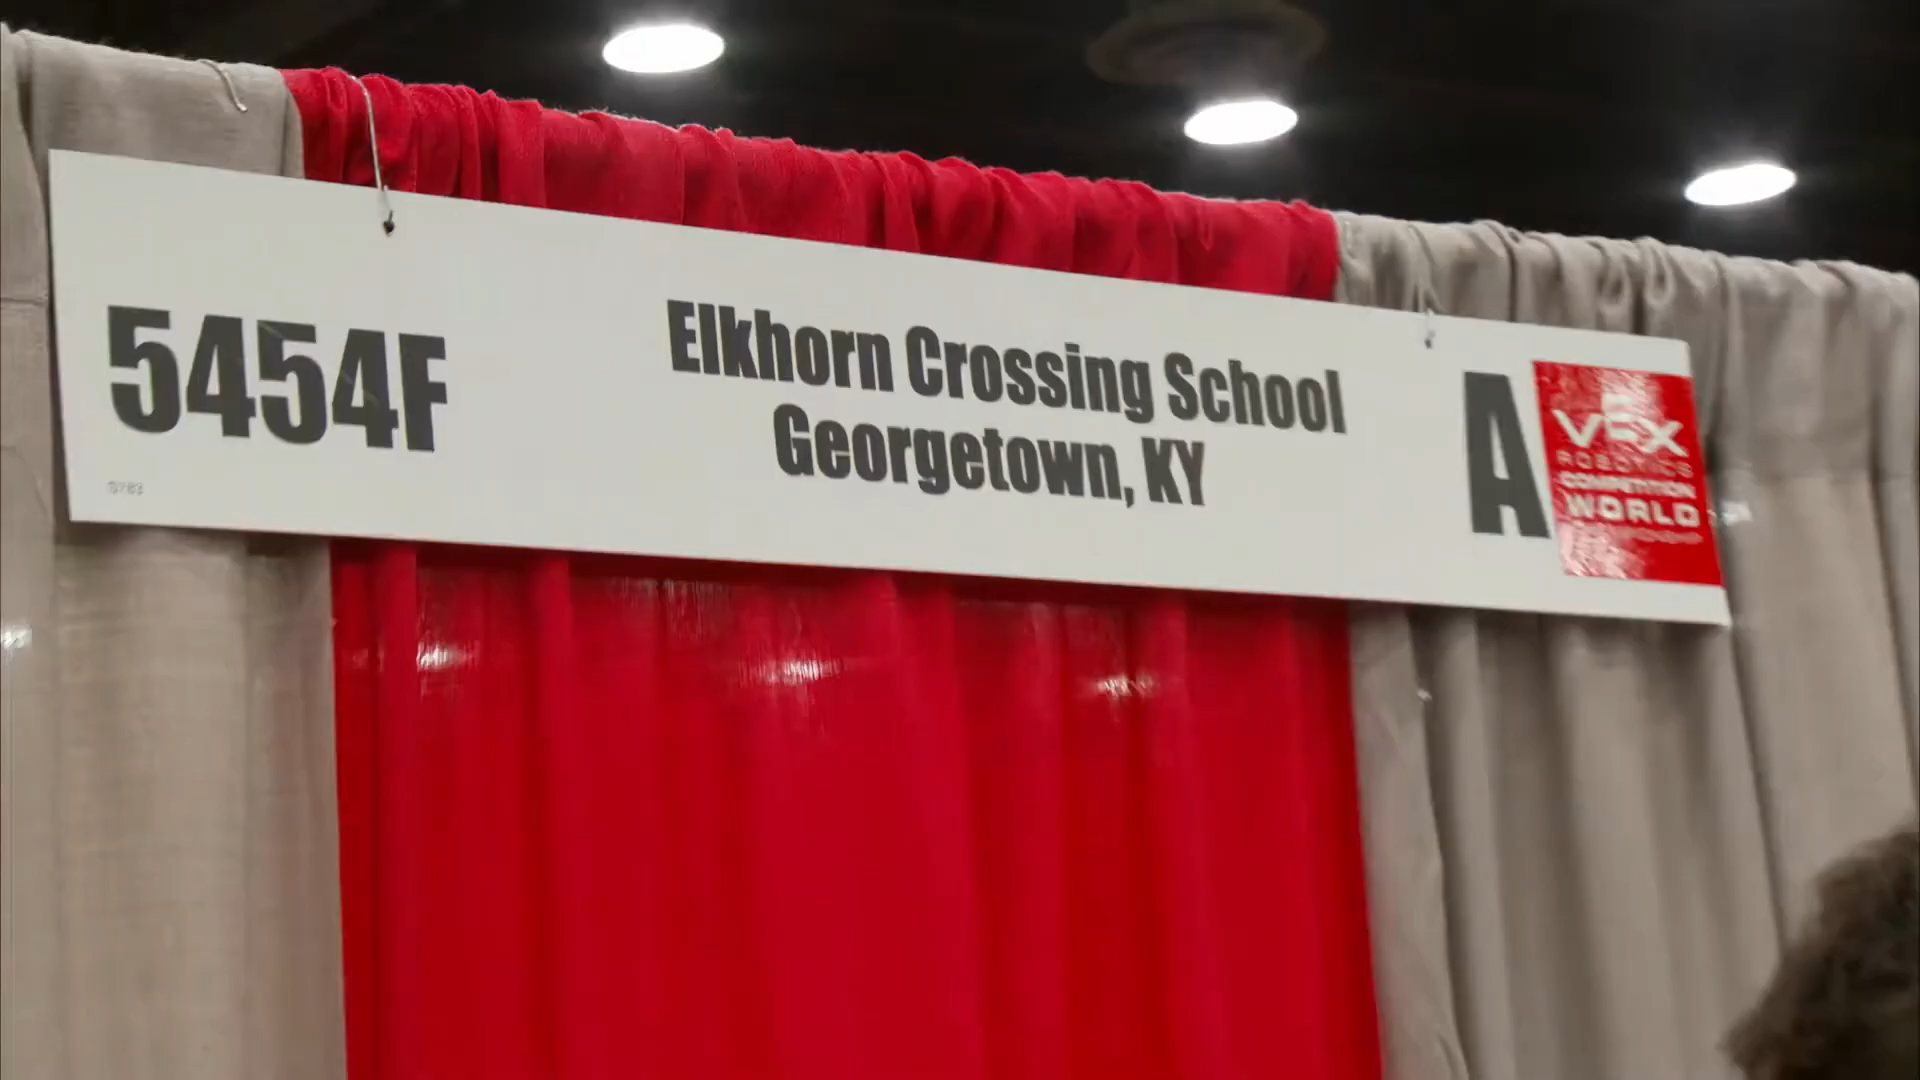 5454F
Elkhorn Crossing School
Georgetown, KY
A
VEX
ROBOTICS
COMPETITION
WORLD